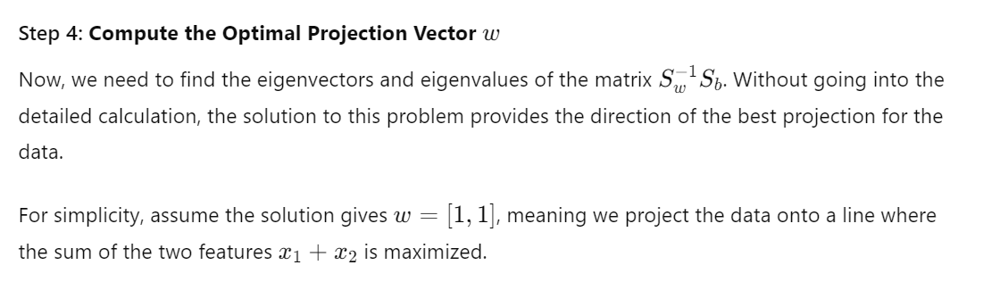 Step 4: Compute the Optimal Projection Vector w
Now, we need to find the eigenvectors and eigenvalues of the matrix S_w^{-1}S_b. Without going into the
detailed calculation, the solution to this problem provides the direction of the best projection for the
data.
For simplicity, assume the solution gives w = [1, 1], meaning we project the data onto a line where
the sum of the two features x₁ + x₂ is maximized.